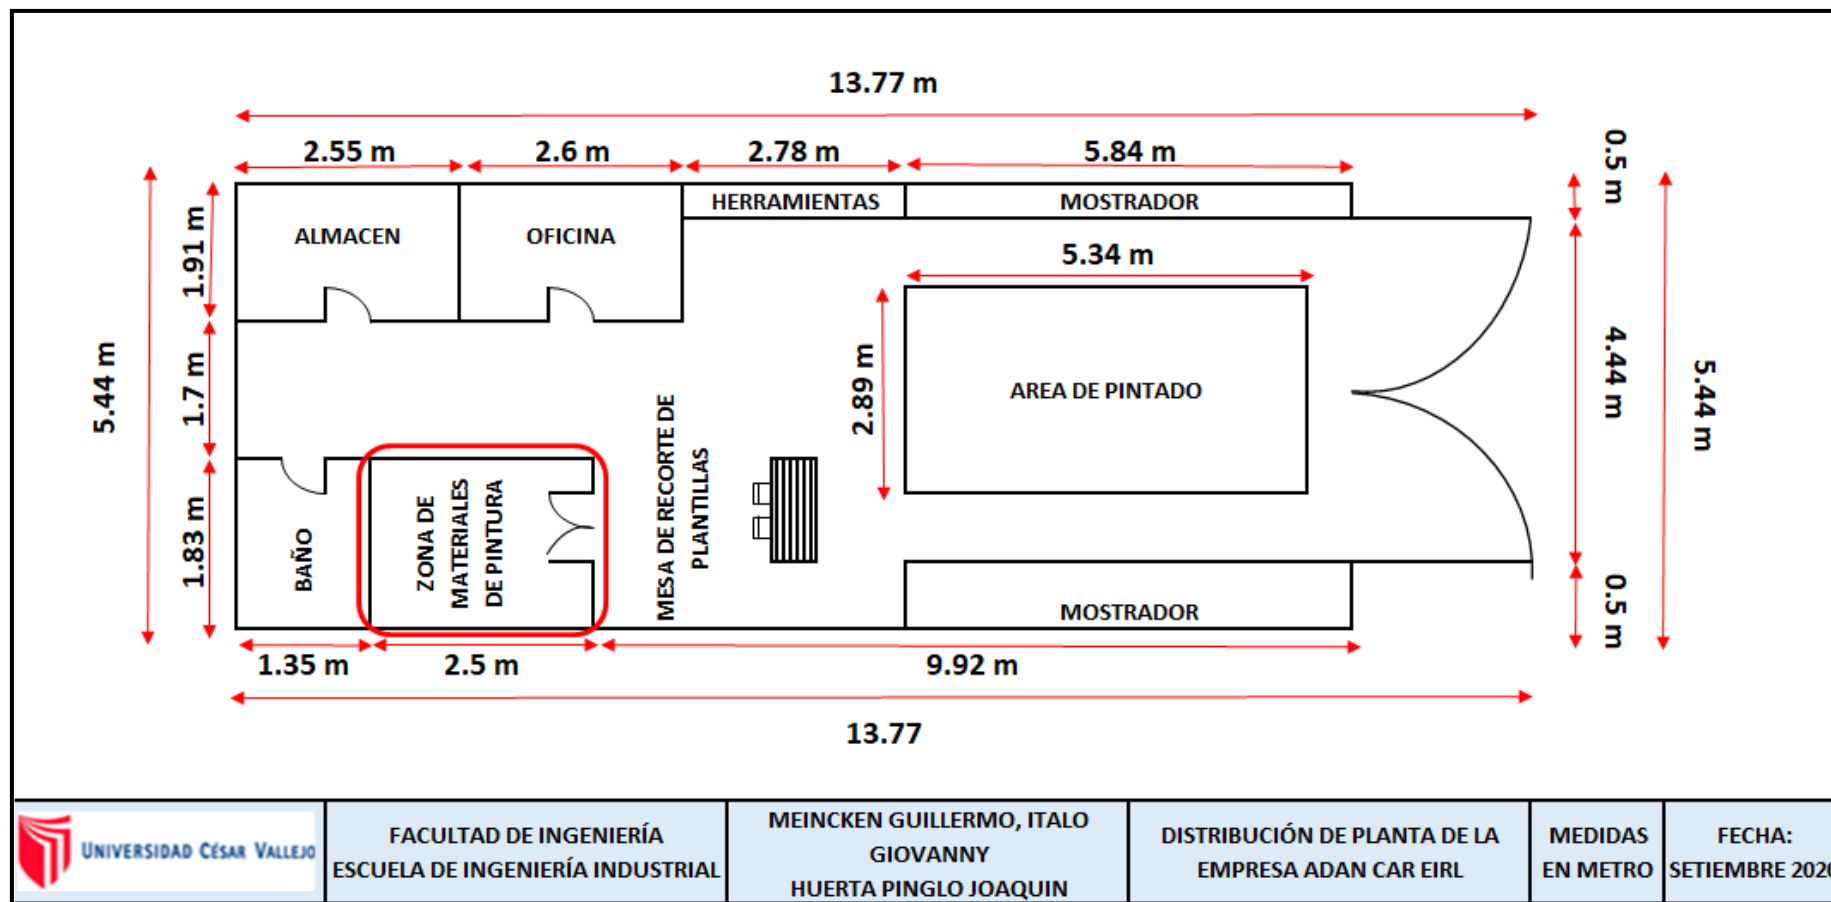 13.77 m
2.55 m
2.6 m
2.78 m
5.84 m
0.5 m
HERRAMIENTAS
MOSTRADOR
ALMACEN
OFICINA
1.91 m
5.34 m
5.44 m
1.7 m
2.89 m
AREA DE PINTADO
4.44 m
5.44 m
1.83 m
BAÑO
ZONA DE
MATERIALES
DE PINTURA
MESA DE RECORTE DE
PLANTILLAS
MOSTRADOR
0.5 m
1.35 m
2.5 m
9.92 m
13.77
UNIVERSIDAD CÉSAR VALLEJO
FACULTAD DE INGENIERÍA
ESCUELA DE INGENIERÍA INDUSTRIAL
MEINCKEN GUILLERMO, ITALO
GIOVANNY
HUERTA PINGLO JOAQUIN
DISTRIBUCIÓN DE PLANTA DE LA
EMPRESA ADAN CAR EIRL
MEDIDAS
EN METRO
FECHA:
SETIEMBRE 2020